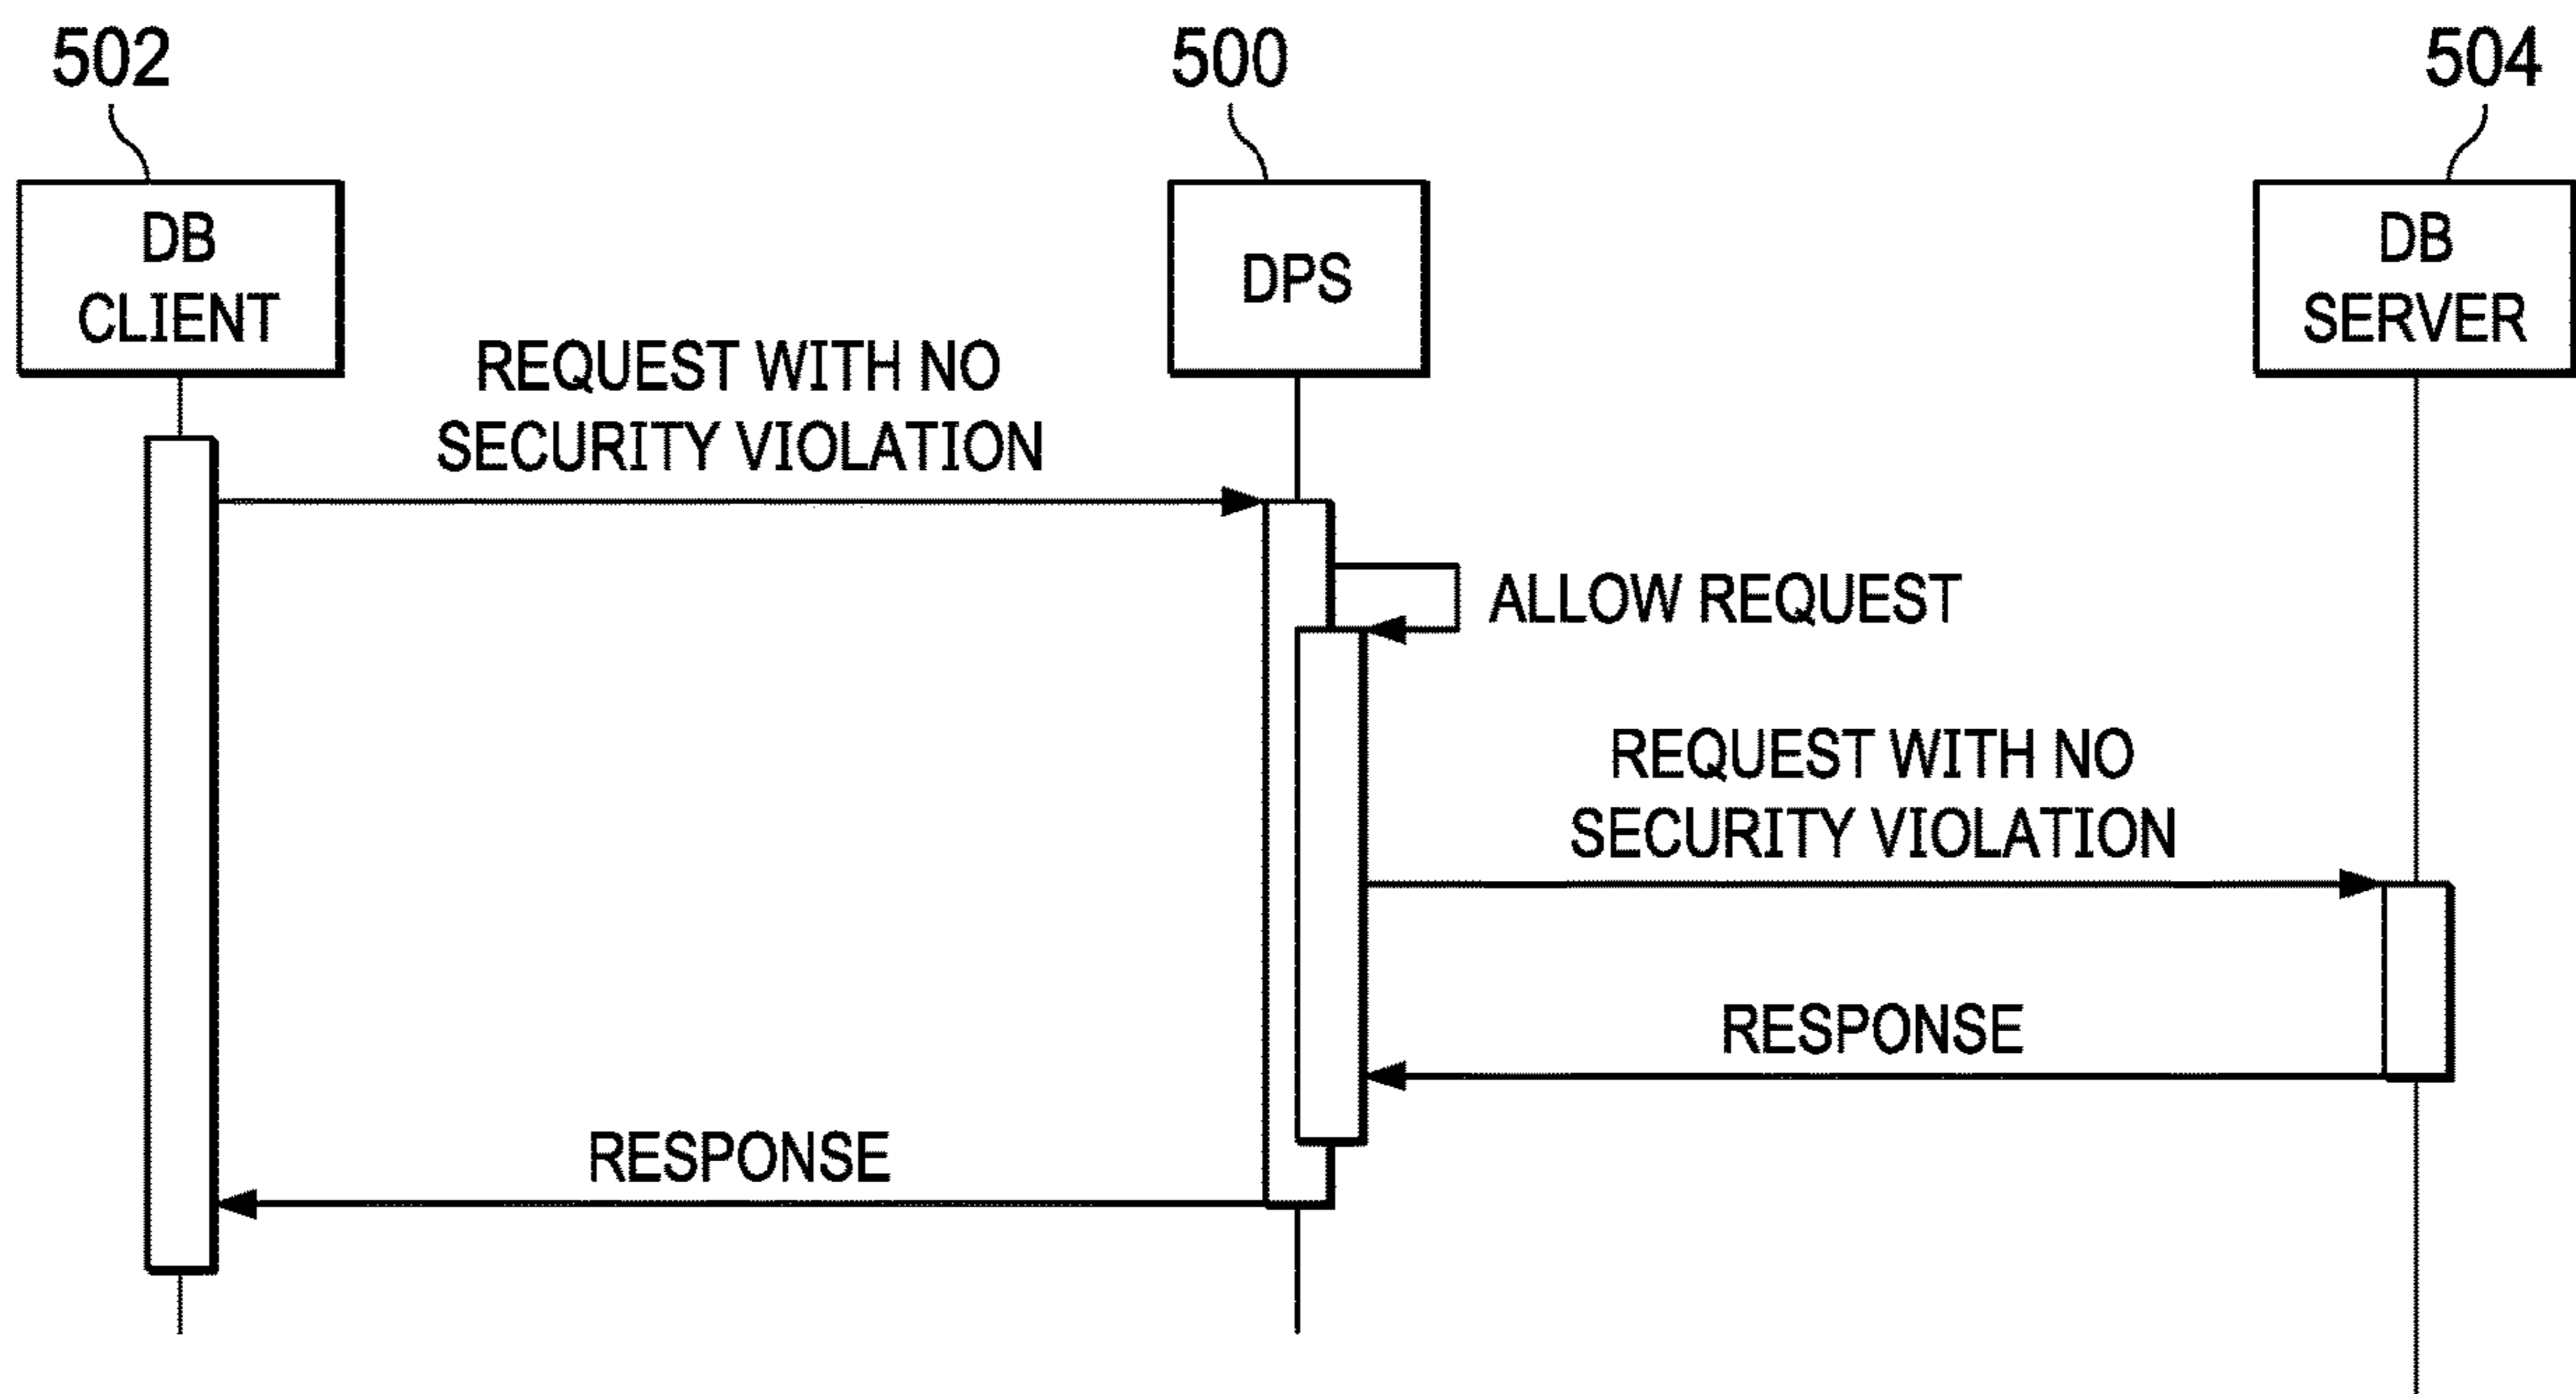 502
500
504
DB
CLIENT
DPS
DB
SERVER
REQUEST WITH NO
SECURITY VIOLATION
ALLOW REQUEST
REQUEST WITH NO
SECURITY VIOLATION
RESPONSE
RESPONSE